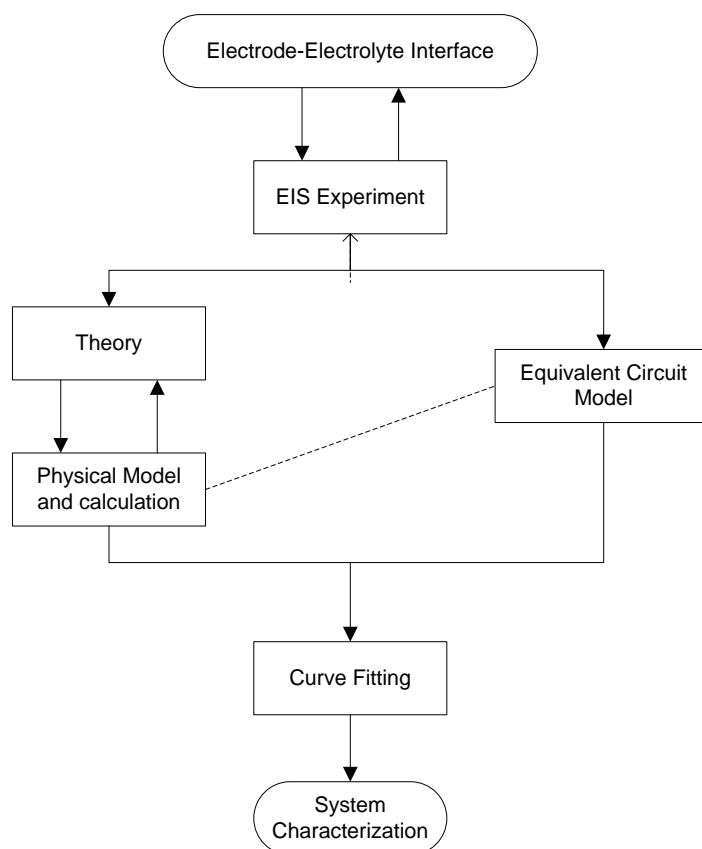 Electrode-Electrolyte Interface
EIS Experiment
Theory
Equivalent Circuit
Model
Physical Model
and calculation
Curve Fitting
System
Characterization